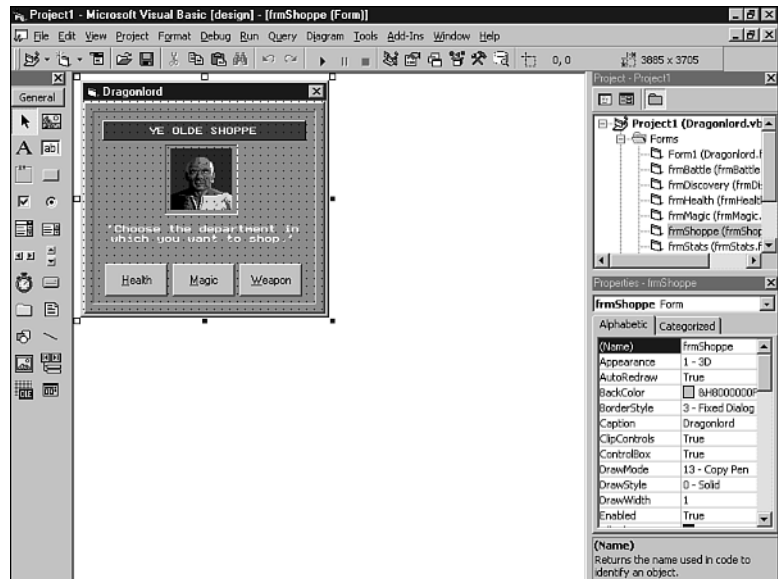 Project1 - Microsoft Visual Basic [design] - [frmShoppe (Form)]
File Edit View Project Format Debug Run Query Diagram Tools Add-Ins Window Help
0, 0 3885 x 3705
General
Dragonlord
YE OLDE SHOPPE
"Choose the department in
which you want to shop."
Health Magic Weapon
A ab|
OLE
Project - Project1
Project1 (Dragonlord.vb
Forms
Form1 (Dragonlord.f
frmBattle (frmBattle
frmDiscovery (frmDi
frmHealth (frmHealt
frmMagic (frmMagic.
frmShoppe (frmShop
frmStats (frmStats.f
Properties - frmShoppe
frmShoppe Form
Alphabetic Categorized
(Name) frmShoppe
Appearance 1 - 3D
AutoRedraw True
BackColor &H8000000F
BorderStyle 3 - Fixed Dialog
Caption Dragonlord
ClipControls True
ControlBox True
DrawMode 13 - Copy Pen
DrawStyle 0 - Solid
DrawWidth 1
Enabled True
(Name)
Returns the name used in code to
identify an object.